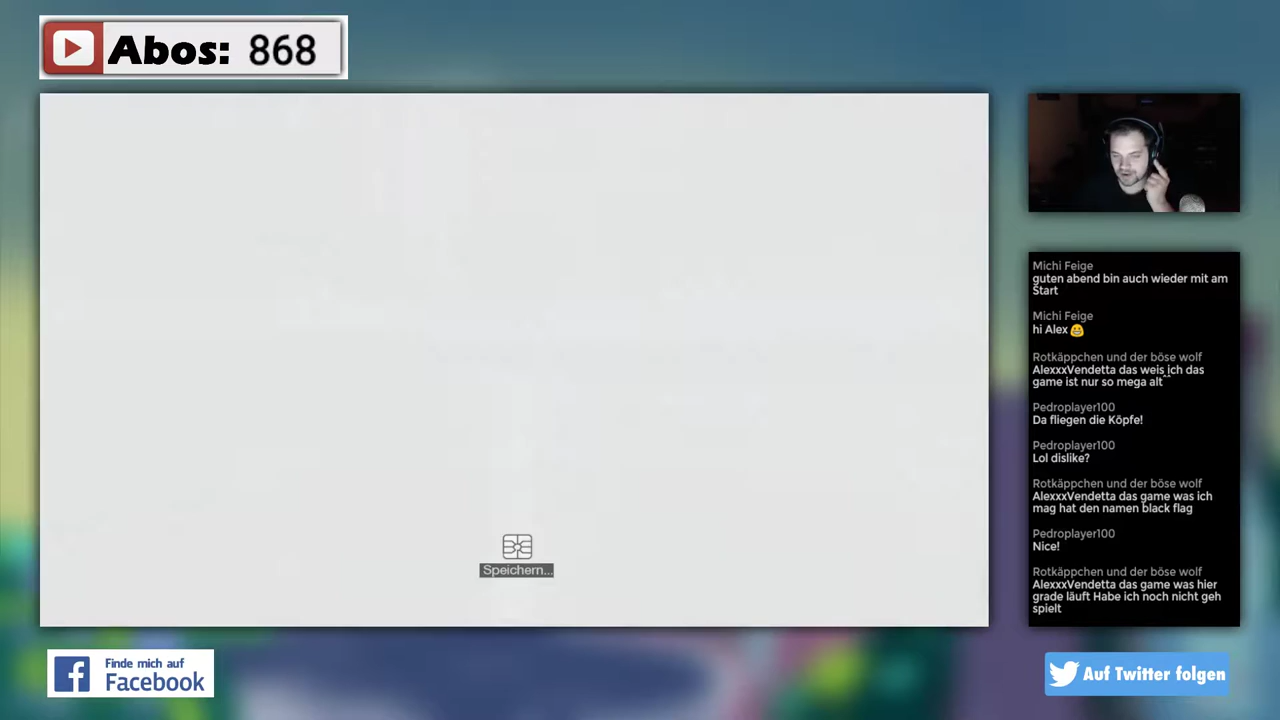 Abos: 868
Speichern...
Michi Feige
guten abend bin auch wieder mit am
Start
Michi Feige
hi Alex
Rotkäppchen und der böse wolf
AlexxxVendetta das weis ich das
game ist nur so mega alt^^
Pedroplayer100
Da fliegen die Köpfe!
Pedroplayer100
Lol dislike?
Rotkäppchen und der böse wolf
AlexxxVendetta das game was ich
mag hat den namen black flag
Pedroplayer100
Nice!
Rotkäppchen und der böse wolf
AlexxxVendetta das game was hier
grade läuft Habe ich noch nicht geh
spielt
Finde mich auf
Facebook
Auf Twitter folgen